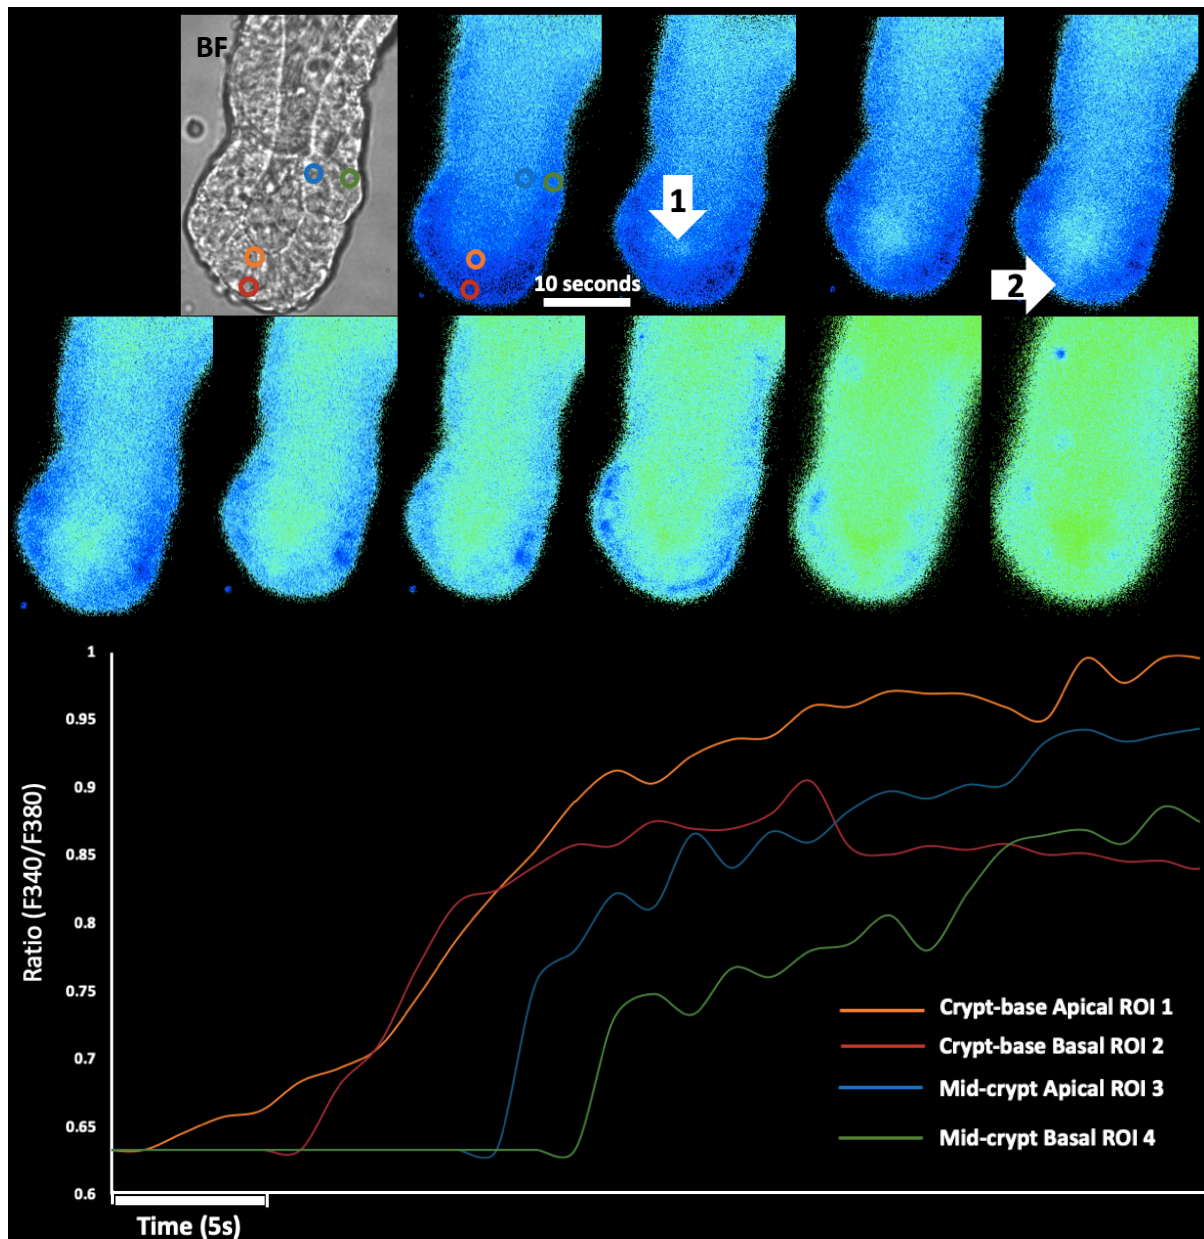 BF
1
10 seconds
2
1
0.95
0.9
0.85
0.8
0.75
0.7
0.65
0.6
Ratio (F340/F380)
Crypt-base Apical ROI 1
Crypt-base Basal ROI 2
Mid-crypt Apical ROI 3
Mid-crypt Basal ROI 4
Time (5s)